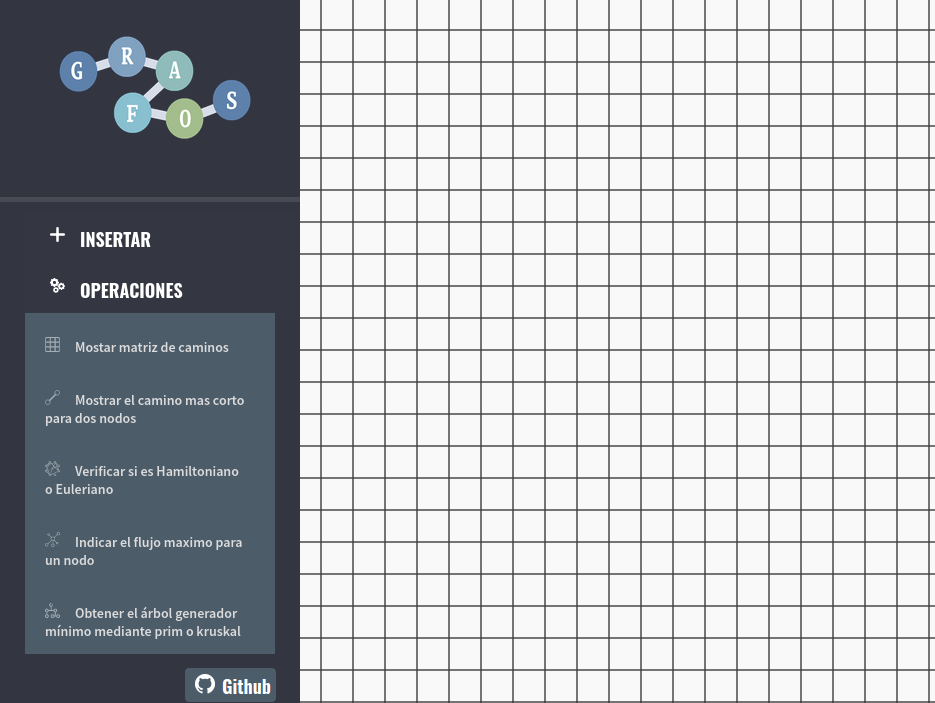 GRAFOS
INSERTAR
OPERACIONES
Mostar matriz de caminos
Mostrar el camino mas corto
para dos nodos
Verificar si es Hamiltoniano
o Euleriano
Indicar el flujo maximo para
un nodo
Obtener el árbol generador
mínimo mediante prim o kruskal
Github